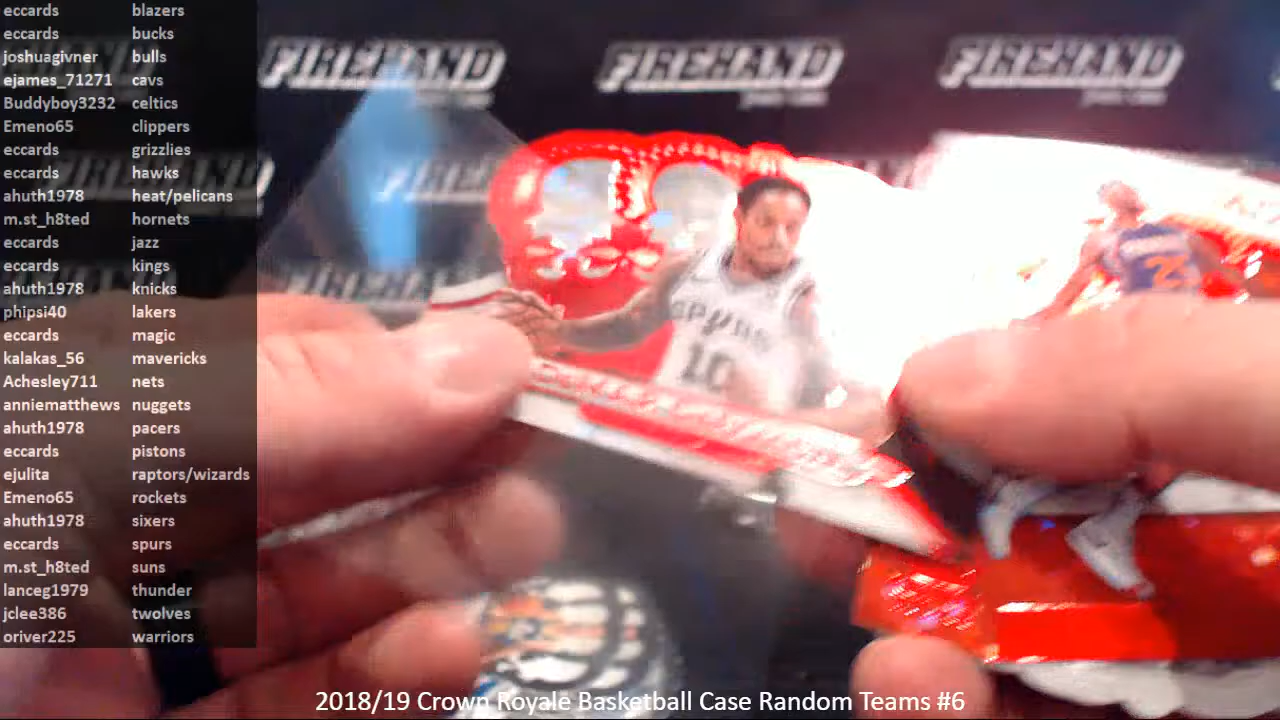 eccards blazers
eccards bucks
joshuagivner bulls
ejames_71271 cavs
Buddyboy3232 celtics
Emeno65 clippers
eccards grizzlies
eccards hawks
ahuth1978 heat/pelicans
m.st_h8ted hornets
eccards jazz
eccards kings
ahuth1978 knicks
phipsi40 lakers
eccards magic
kalakas_56 mavericks
Achesley711 nets
anniematthews nuggets
ahuth1978 pacers
eccards pistons
ejulita raptors/wizards
Emeno65 rockets
ahuth1978 sixers
eccards spurs
m.st_h8ted suns
lanceg1979 thunder
jclee386 twolves
oriver225 warriors
FIREHAND FIREHAND FIREHAND
FIREHAND
SPURS
10
2018/19 Crown Royale Basketball Case Random Teams #6